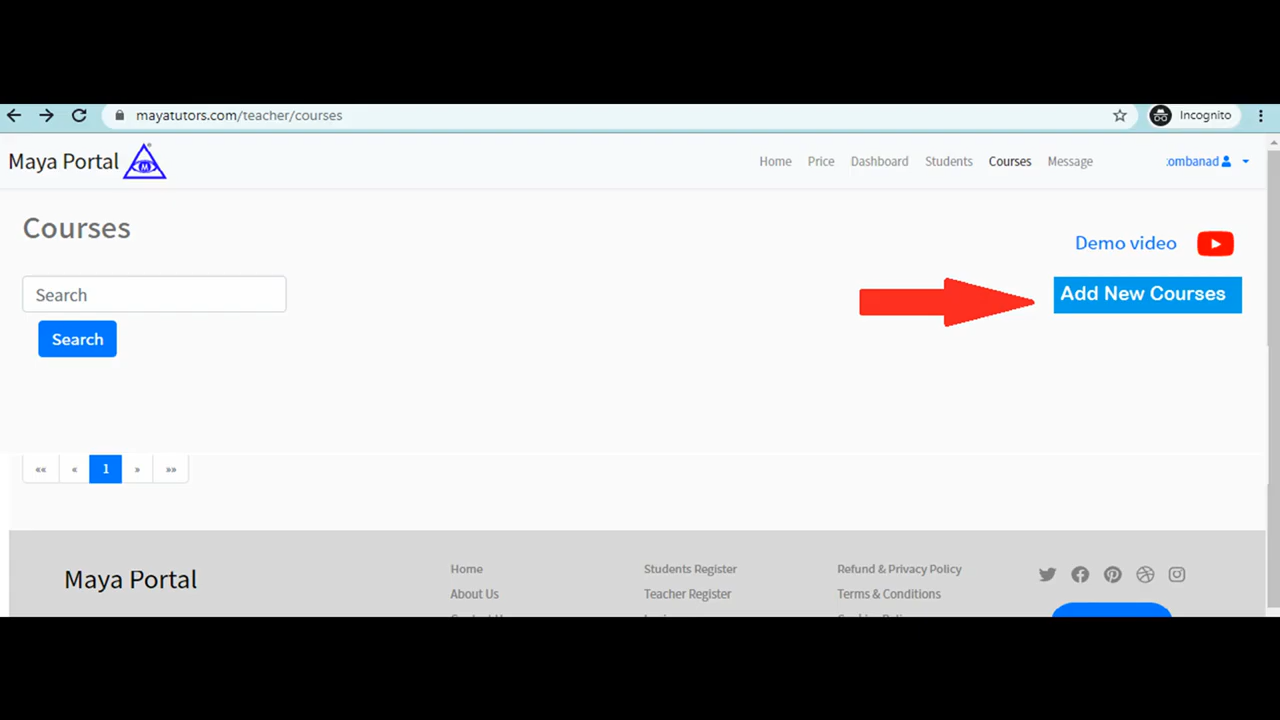 mayatutors.com/teacher/courses
Incognito
Maya Portal M Home Price Dashboard Students Courses Message :ombanad
Courses
Demo video
Search
Add New Courses
Search
«« « 1 » »»
Maya Portal
Home
About Us
Students Register
Teacher Register
Refund & Privacy Policy
Terms & Conditions